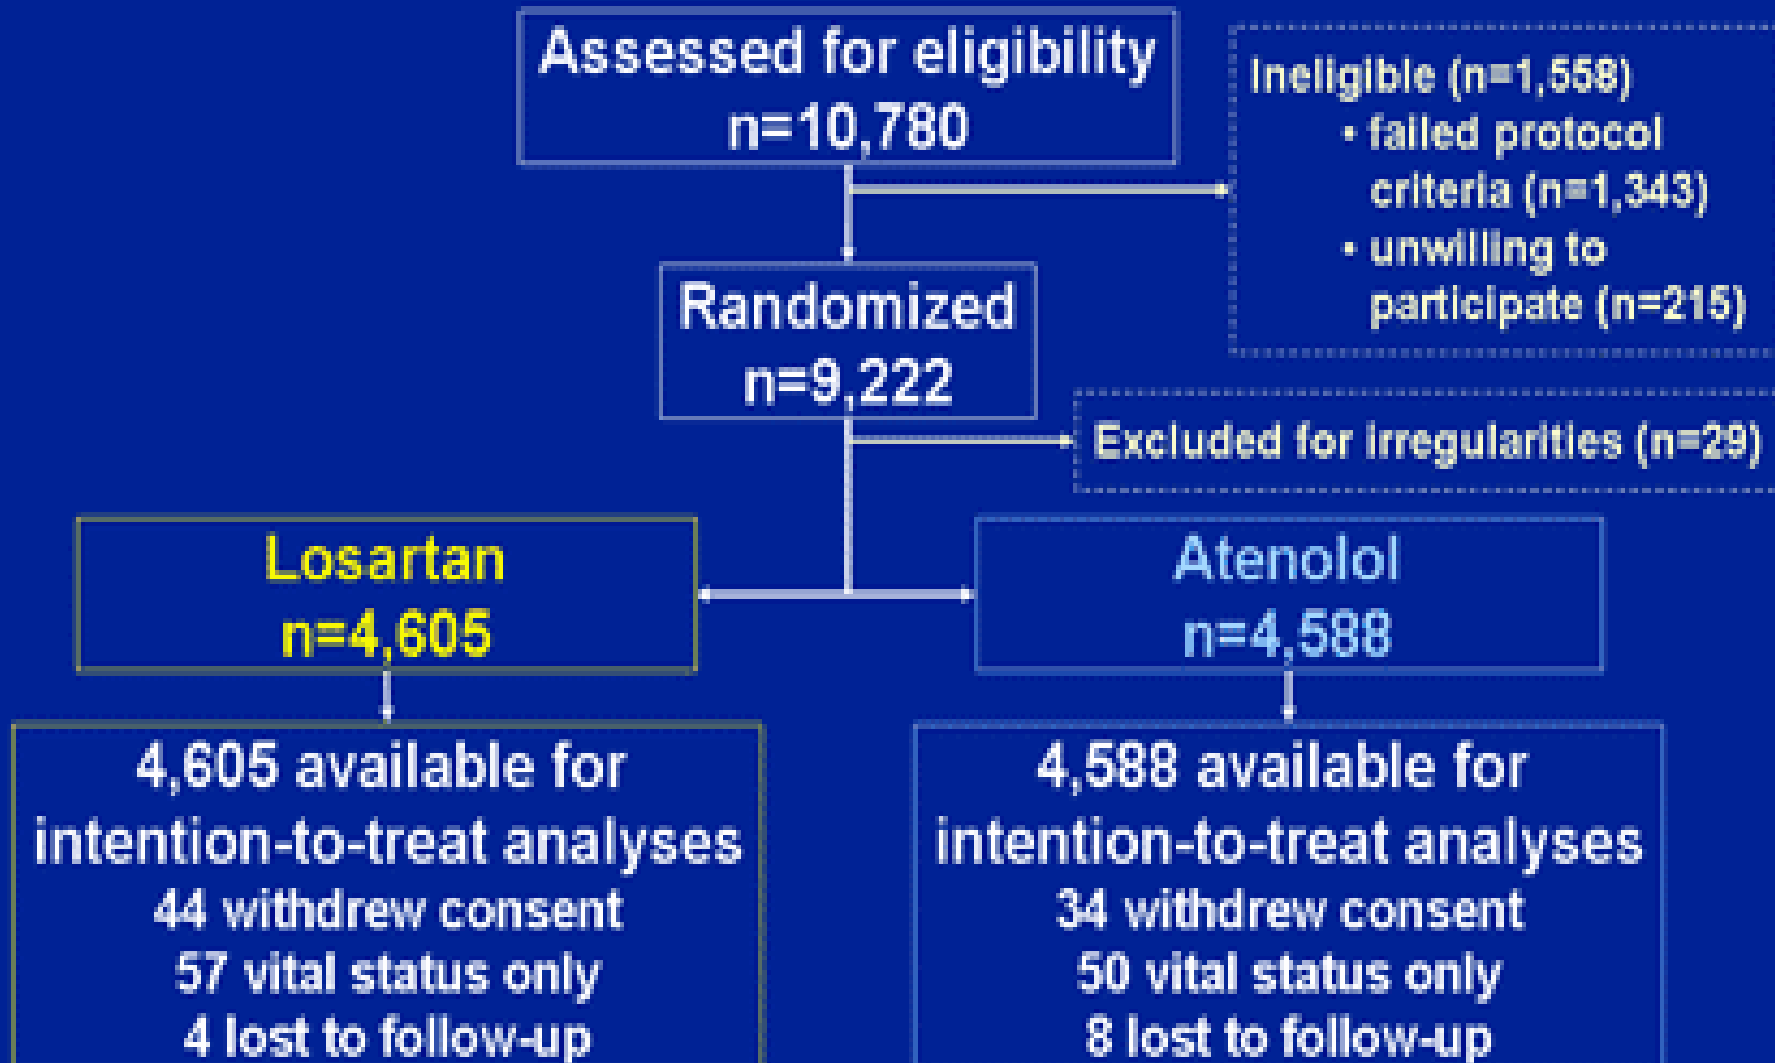 Assessed for eligibility
n=10,780
Ineligible (n=1,558)
• failed protocol
criteria (n=1,343)
• unwilling to
participate (n=215)
Randomized
n=9,222
Excluded for irregularities (n=29)
Losartan
n=4,605
Atenolol
n=4,588
4,605 available for
intention-to-treat analyses
44 withdrew consent
57 vital status only
4 lost to follow-up
4,588 available for
intention-to-treat analyses
34 withdrew consent
50 vital status only
8 lost to follow-up